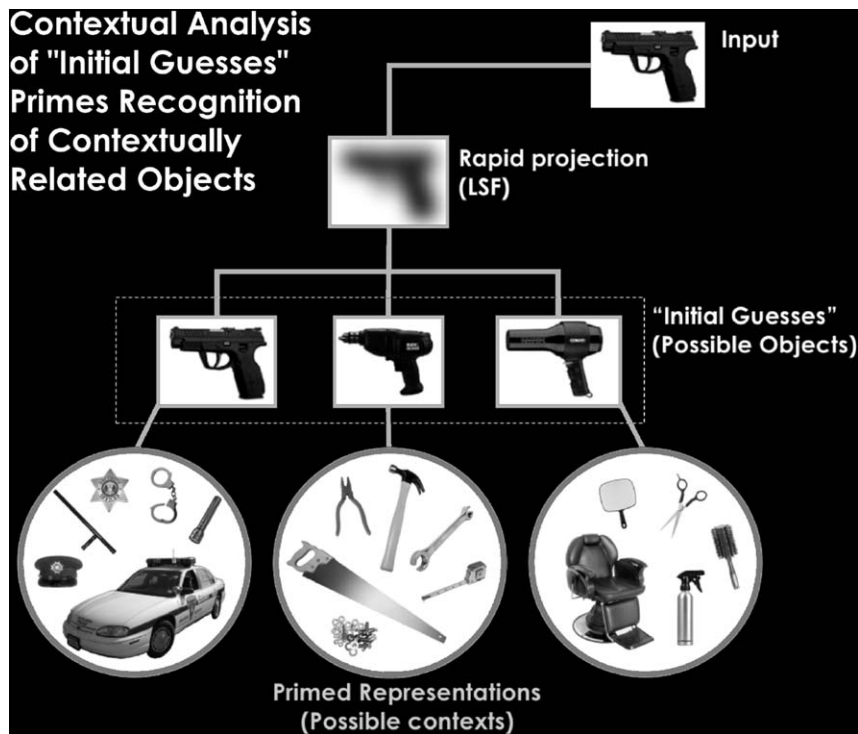 Contextual Analysis
of "Initial Guesses"
Primes Recognition
of Contextually
Related Objects
Input
Rapid projection
(LSF)
“Initial Guesses”
(Possible Objects)
Primed Representations
(Possible contexts)